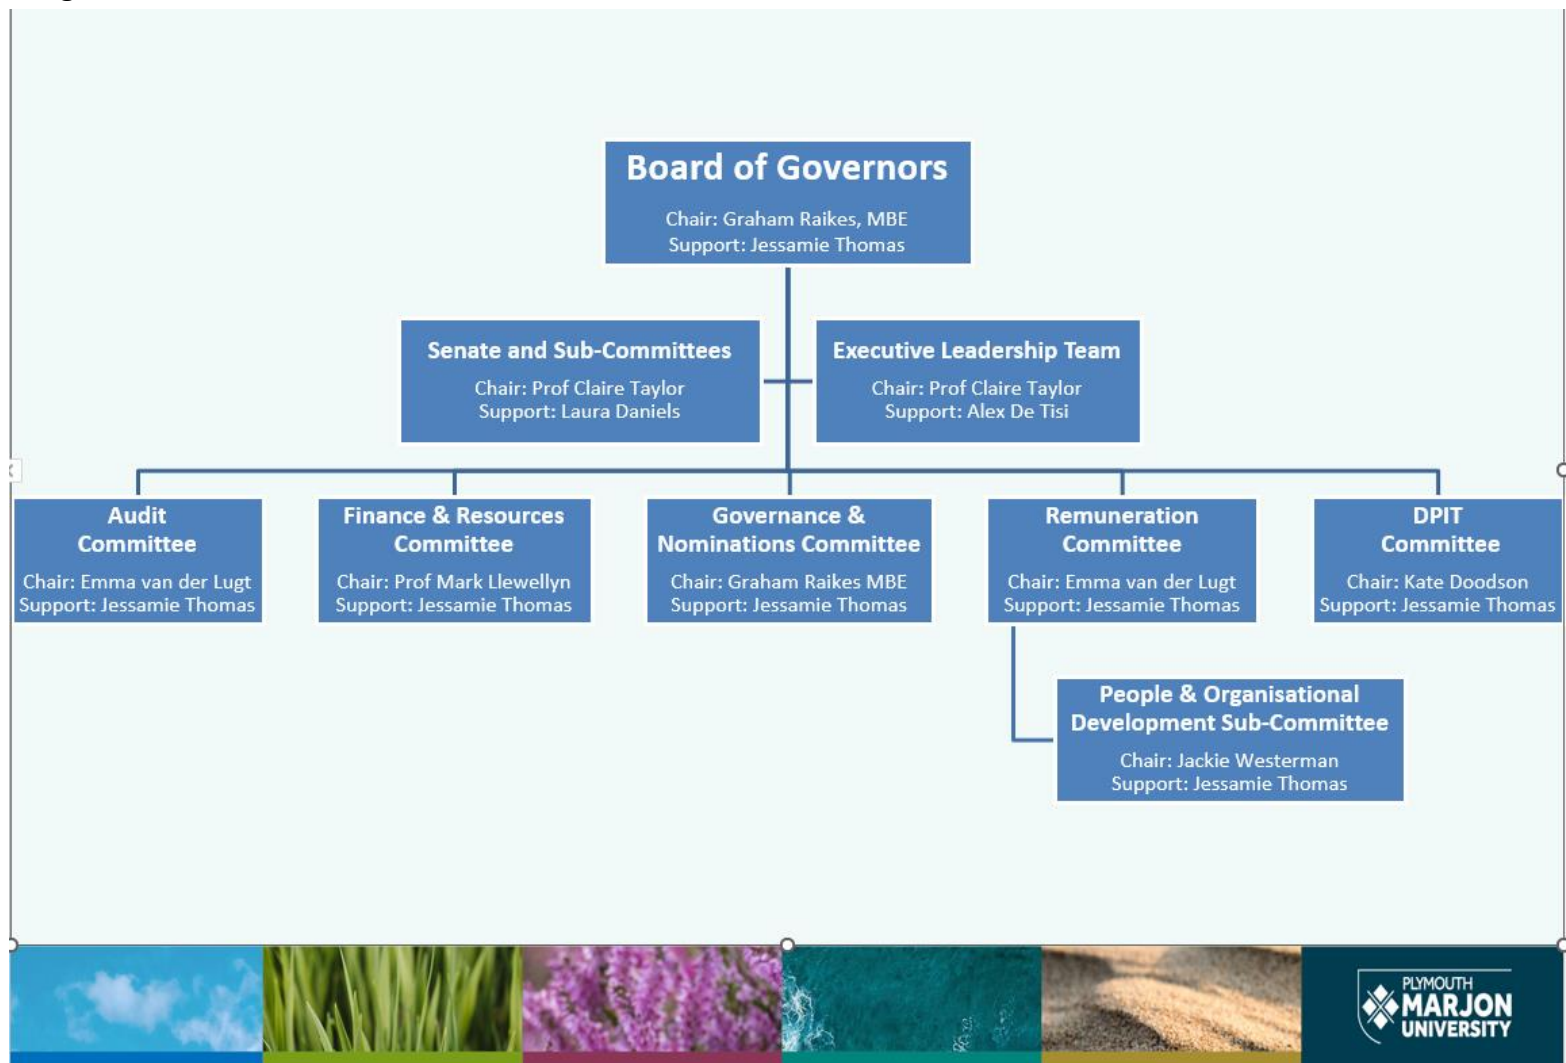 Board of Governors
Chair: Graham Raikes, MBE
Support: Jessamie Thomas
Senate and Sub-Committees
Chair: Prof Claire Taylor
Support: Laura Daniels
Executive Leadership Team
Chair: Prof Claire Taylor
Support: Alex De Tisi
Audit
Committee
Chair: Emma van der Lugt
Support: Jessamie Thomas
Finance & Resources
Committee
Chair: Prof Mark Llewellyn
Support: Jessamie Thomas
Governance &
Nominations Committee
Chair: Graham Raikes MBE
Support: Jessamie Thomas
Remuneration
Committee
Chair: Emma van der Lugt
Support: Jessamie Thomas
DPIT
Committee
Chair: Kate Doodson
Support: Jessamie Thomas
People & Organisational
Development Sub-Committee
Chair: Jackie Westerman
Support: Jessamie Thomas
PLYMOUTH
MARJON
UNIVERSITY